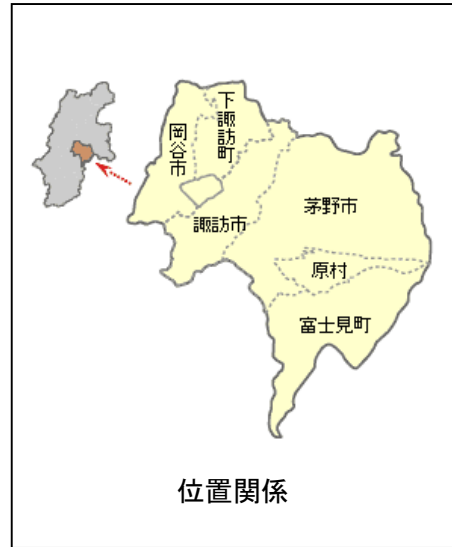 下諏訪町
岡谷市
諏訪市
茅野市
原村
富士見町
位置関係